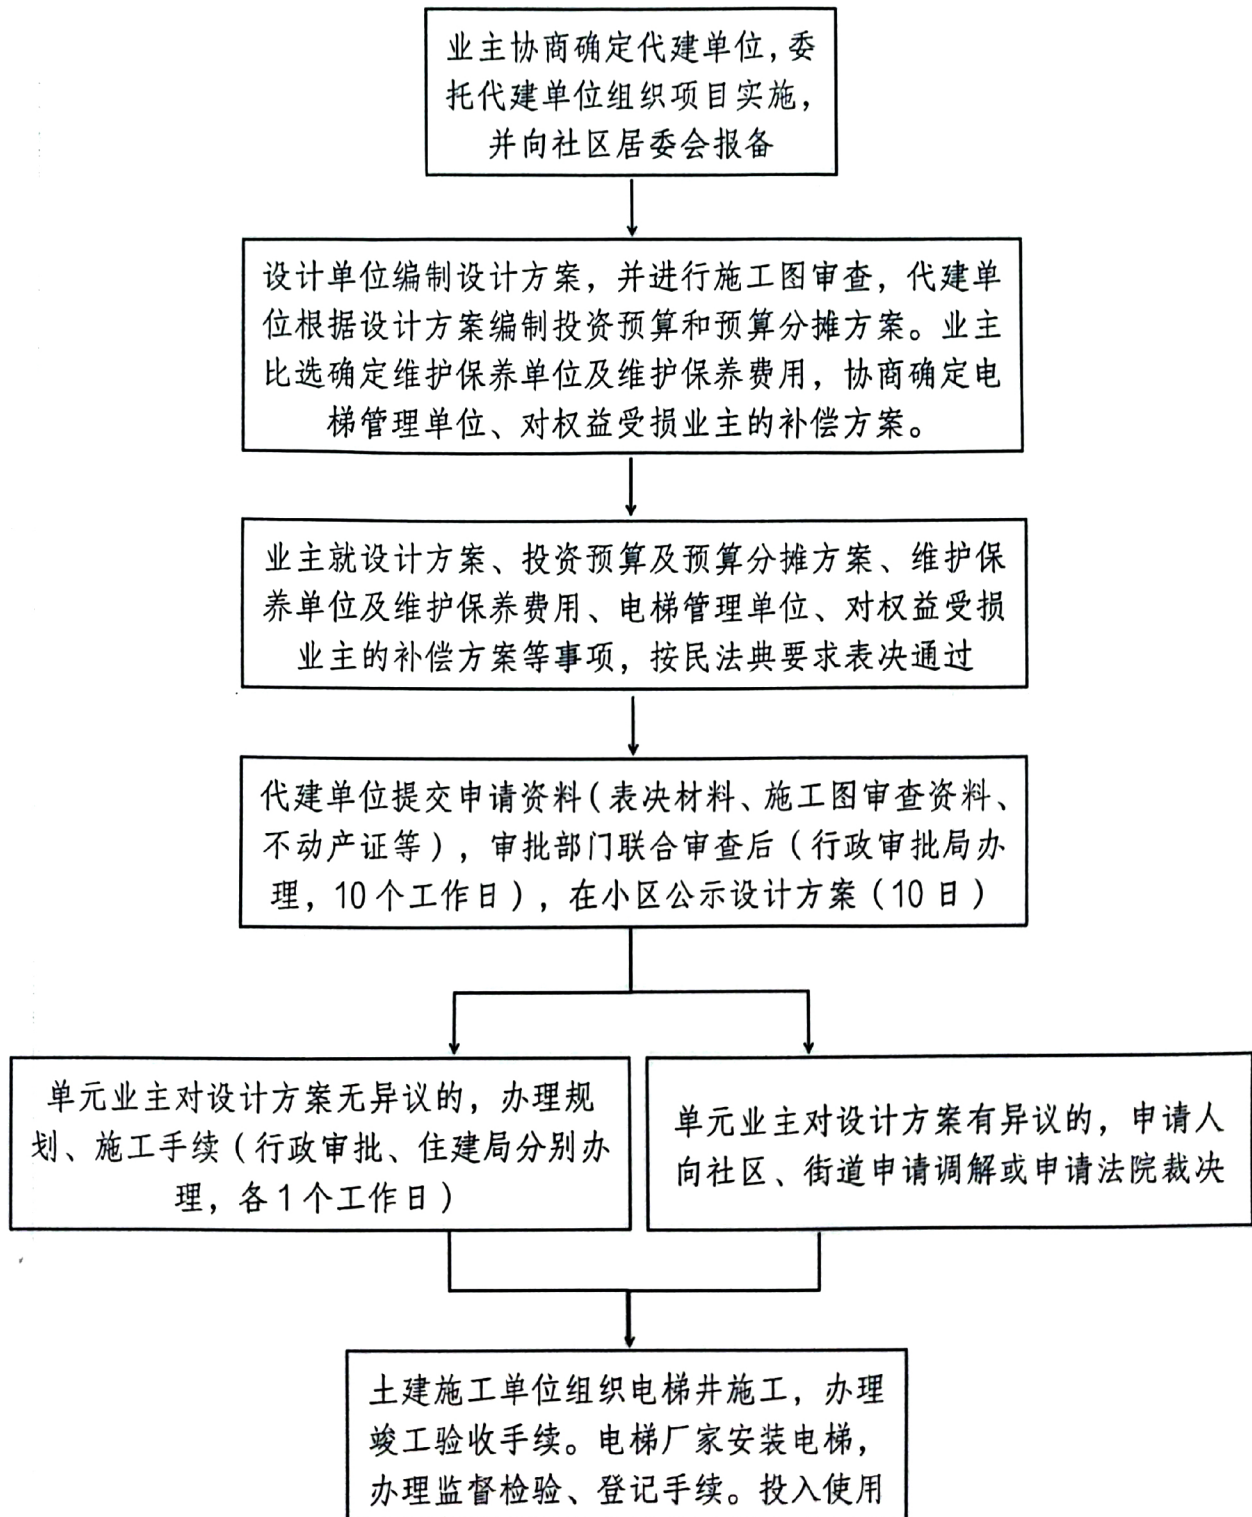 业主协商确定代建单位，委
托代建单位组织项目实施，
并向社区居委会报备
设计单位编制设计方案，并进行施工图审查，代建单
位根据设计方案编制投资预算和预算分摊方案。业主
比选确定维护保养单位及维护保养费用，协商确定电
梯管理单位、对权益受损业主的补偿方案。
业主就设计方案、投资预算及预算分摊方案、维护保
养单位及维护保养费用、电梯管理单位、对权益受损
业主的补偿方案等事项，按民法典要求表决通过
代建单位提交申请资料（表决材料、施工图审查资料、
不动产证等），审批部门联合审查后（行政审批局办
理，10个工作日），在小区公示设计方案（10日）
单元业主对设计方案无异议的，办理规
划、施工手续（行政审批、住建局分别办
理，各1个工作日）
单元业主对设计方案有异议的，申请人
向社区、街道申请调解或申请法院裁决
土建施工单位组织电梯井施工，办理
竣工验收手续。电梯厂家安装电梯，
办理监督检验、登记手续。投入使用